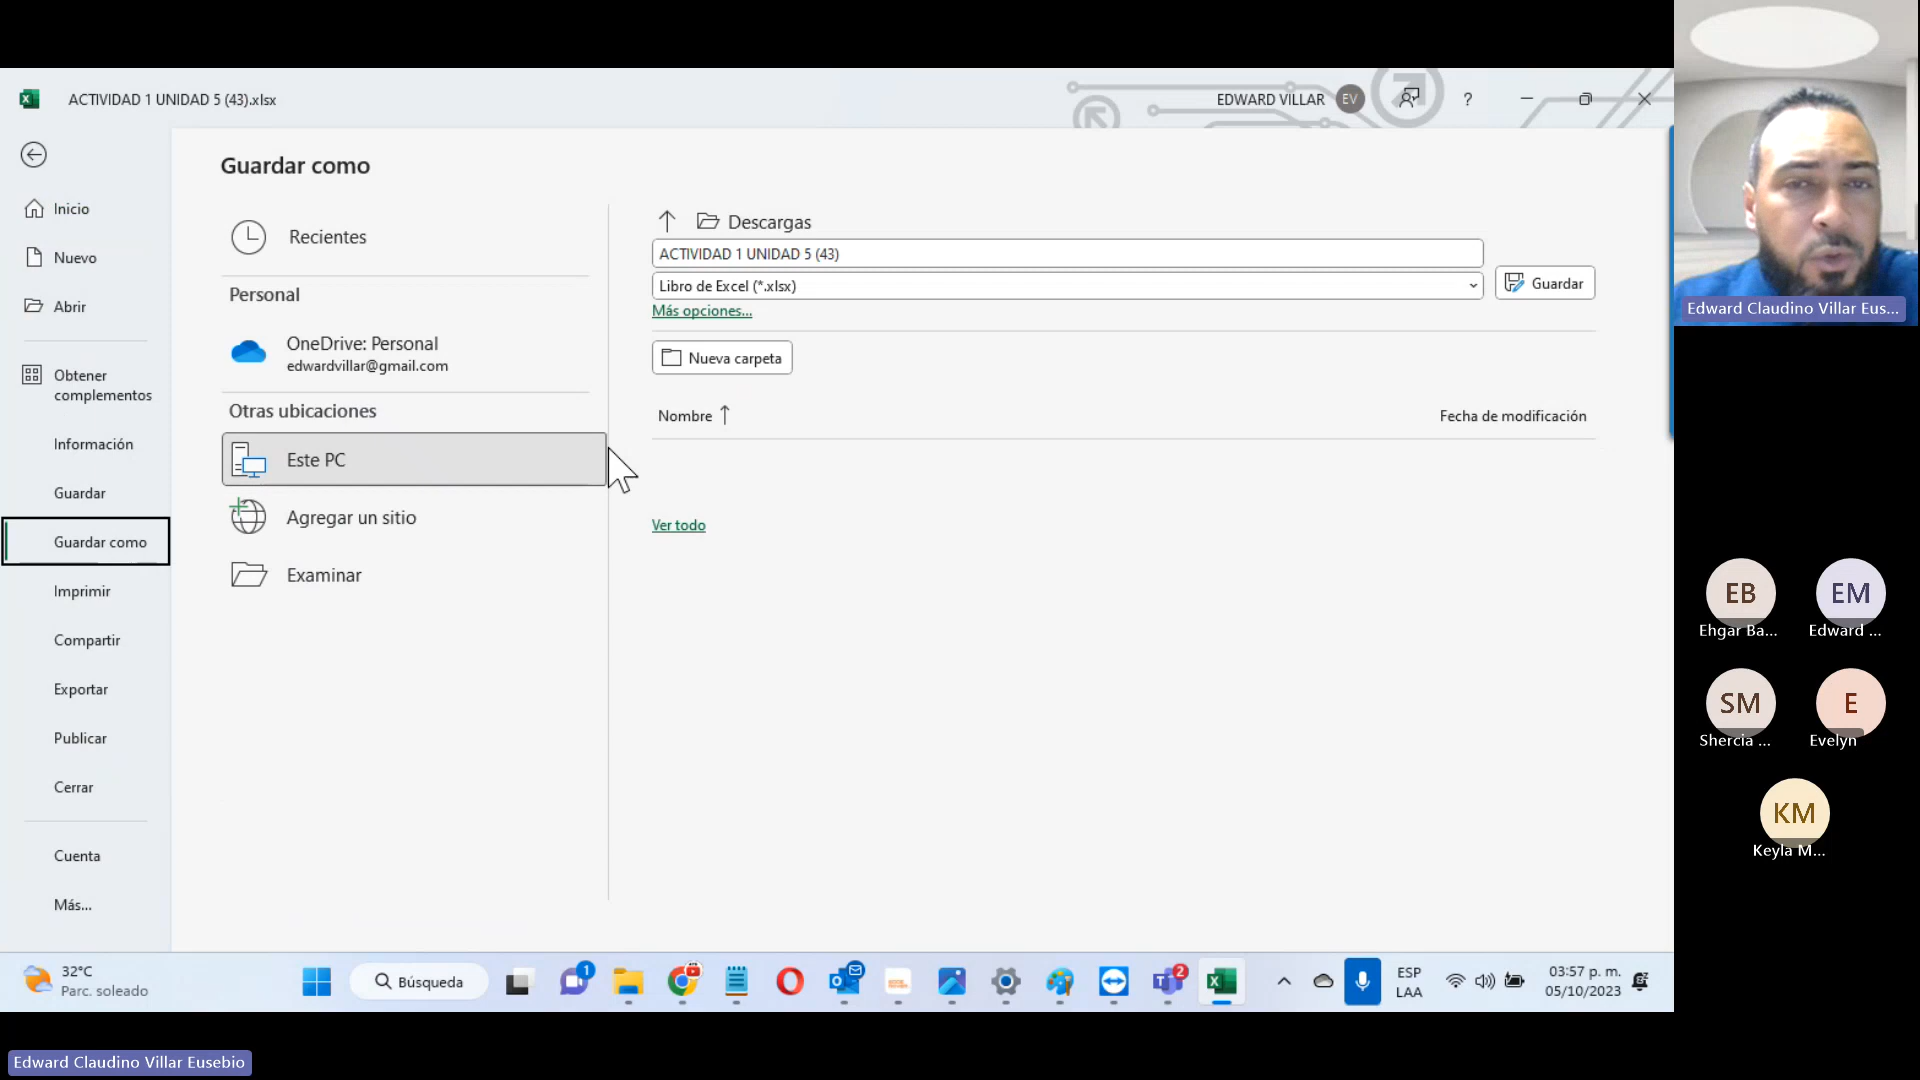 ACTIVIDAD 1 UNIDAD 5 (43).xlsx
EDWARD VILLAR
EV
?
Guardar como
Inicio
Nuevo
Abrir
Obtener
complementos
Información
Guardar
Guardar como
Imprimir
Compartir
Exportar
Publicar
Cerrar
Cuenta
Más...
Recientes
Personal
OneDrive: Personal
edwardvillar@gmail.com
Otras ubicaciones
Este PC
Agregar un sitio
Examinar
Descargas
ACTIVIDAD 1 UNIDAD 5 (43)
Libro de Excel (*.xlsx)
Guardar
Más opciones...
Nueva carpeta
Nombre
Fecha de modificación
Ver todo
Edward Claudino Villar Eus...
EB
Ehgar Ba...
EM
Edward ...
SM
Shercia ...
E
Evelyn
KM
Keyla M...
32°C
Parc. soleado
Búsqueda
1
2
ESP
LAA
03:57 p. m.
05/10/2023
Edward Claudino Villar Eusebio